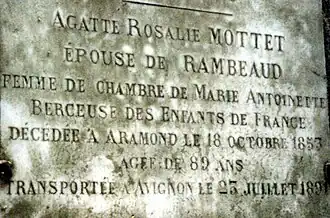 AGATTE ROSALIE MOTTET
ÉPOUSE DE RAMBEAUD
FEMME DE CHAMBRE DE MARIE ANTOINETTE
BERCEUSE DES ENFANTS DE FRANCE
DÉCÉDÉE À ARAMOND LE 18 OCTOBRE 1853
AGÉE DE 89 ANS
TRANSPORTÉE À AVIGNON LE 23 JUILLET